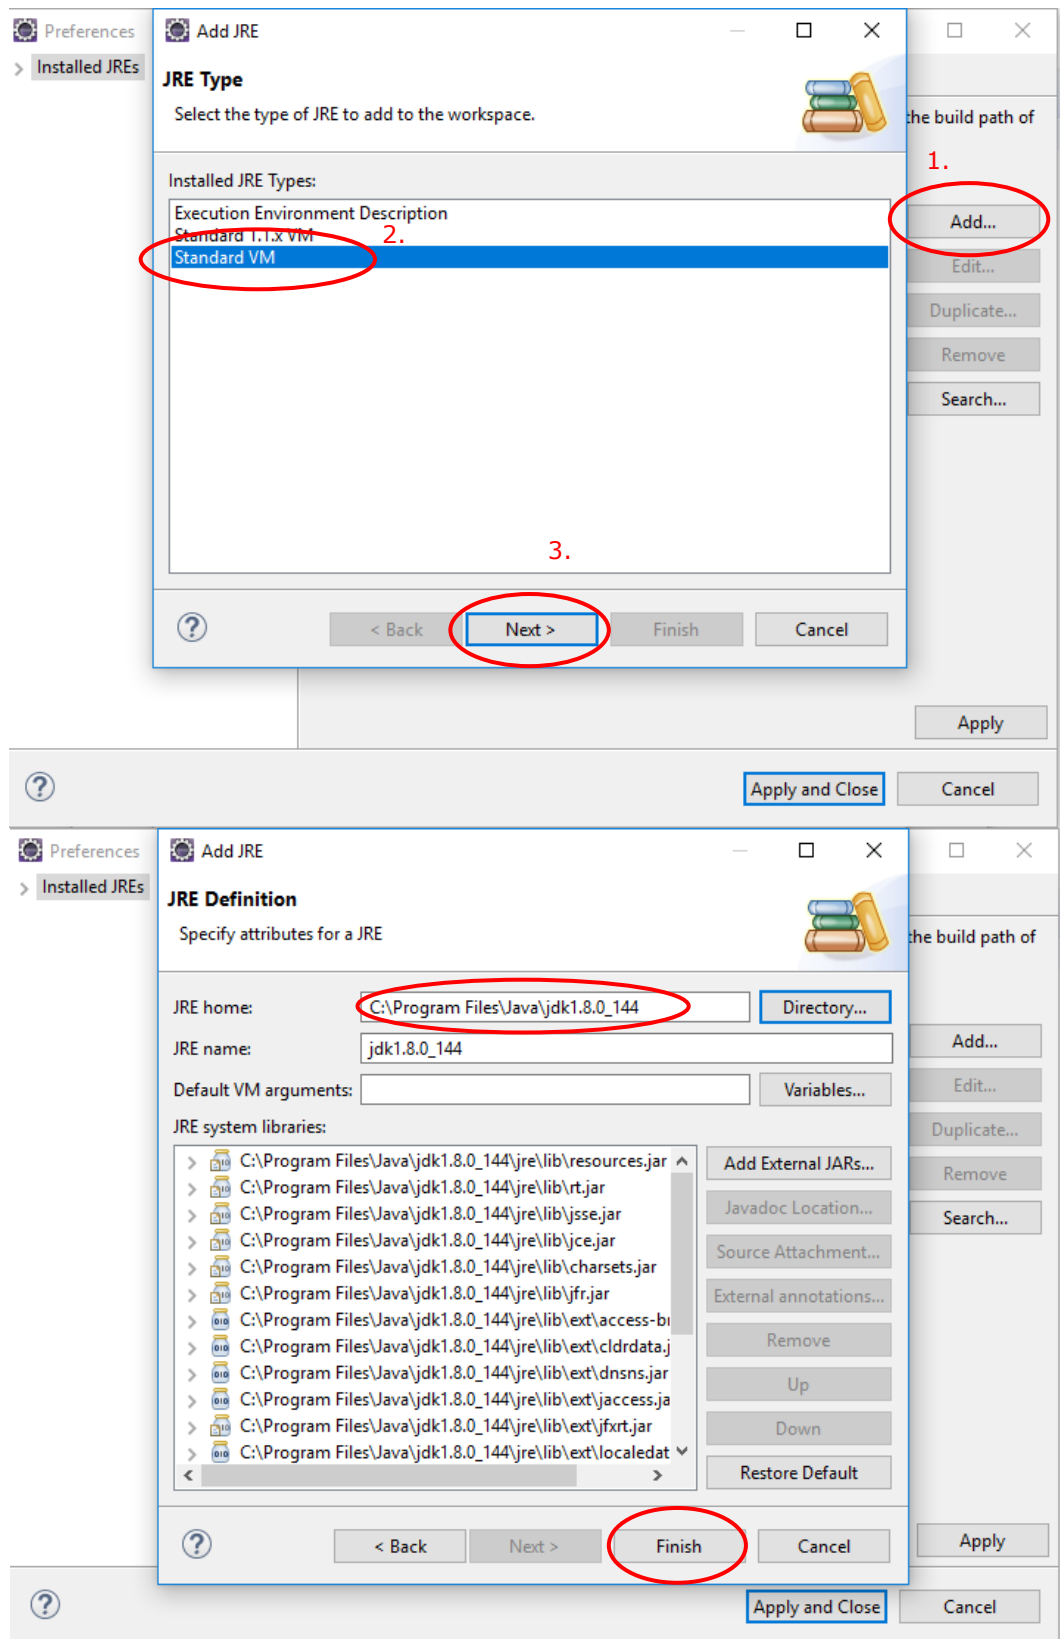 Preferences
Add JRE
Installed JREs
JRE Type
Select the type of JRE to add to the workspace.
the build path of
1.
Installed JRE Types:
Execution Environment Description
Add...
Standard 1.1.x VM
2.
Standard VM
Edit...
Duplicate...
Remove
Search...
3.
< Back
Next >
Finish
Cancel
Apply
Apply and Close
Cancel
Preferences
Add JRE
Installed JREs
JRE Definition
Specify attributes for a JRE
the build path of
JRE home:
C:\Program Files\Java\jdk1.8.0_144
Directory...
JRE name:
jdk1.8.0_144
Add...
Default VM arguments:
Variables...
Edit...
JRE system libraries:
Duplicate...
C:\Program Files\Java\jdk1.8.0_144\jre\lib\resources.jar
Add External JARs...
Remove
C:\Program Files\Java\jdk1.8.0_144\jre\lib\rt.jar
Javadoc Location...
C:\Program Files\Java\jdk1.8.0_144\jre\lib\jsse.jar
Search...
C:\Program Files\Java\jdk1.8.0_144\jre\lib\jce.jar
Source Attachment...
C:\Program Files\Java\jdk1.8.0_144\jre\lib\charsets.jar
C:\Program Files\Java\jdk1.8.0_144\jre\lib\jfr.jar
External annotations...
C:\Program Files\Java\jdk1.8.0_144\jre\lib\ext\access-b
Remove
C:\Program Files\Java\jdk1.8.0_144\jre\lib\ext\cldrdata.j
C:\Program Files\Java\jdk1.8.0_144\jre\lib\ext\dnsns.jar
Up
C:\Program Files\Java\jdk1.8.0_144\jre\lib\ext\jaccess.ja
C:\Program Files\Java\jdk1.8.0_144\jre\lib\ext\jfxrt.jar
Down
C:\Program Files\Java\jdk1.8.0_144\jre\lib\ext\localedat
Restore Default
< Back
Next >
Finish
Cancel
Apply
Apply and Close
Cancel